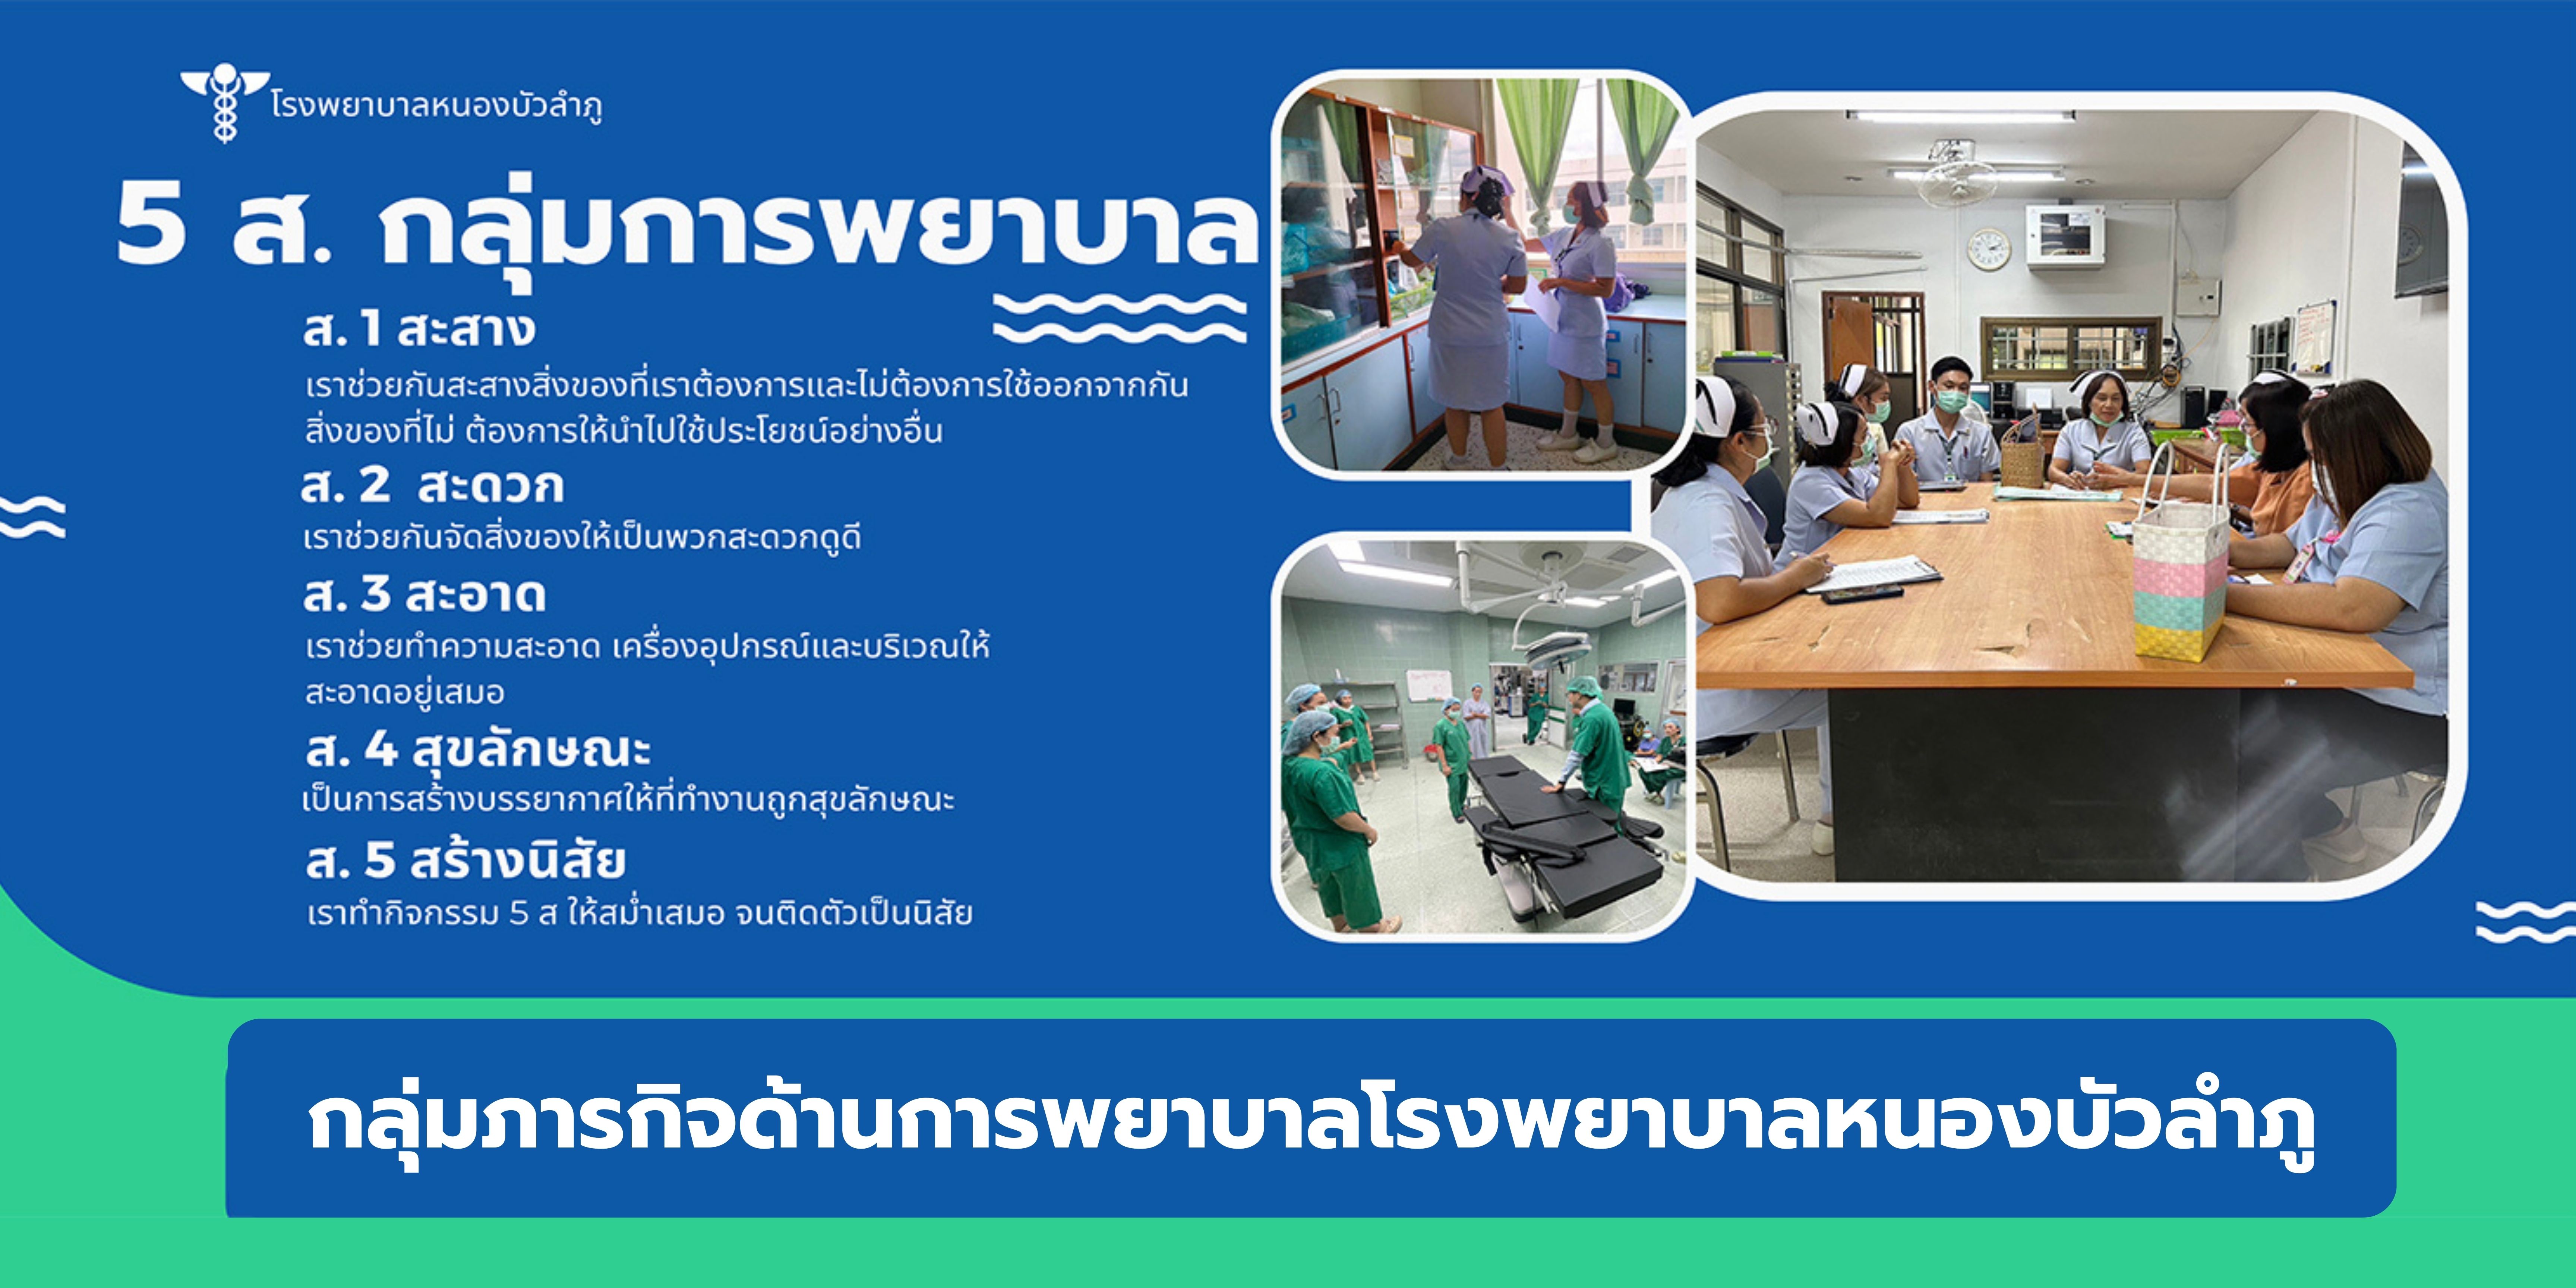 โรงพยาบาลหนองบัวลำภู
5 ส. กลุ่มการพยาบาล
ส. 1 สะสาง
เราช่วยกันสะสางสิ่งของที่เราต้องการและไม่ต้องการใช้ออกจากกัน
สิ่งของที่ไม่ ต้องการให้นำไปใช้ประโยชน์อย่างอื่น
ส. 2 สะดวก
เราช่วยกันจัดสิ่งของให้เป็นพวกสะดวกดูดี
ส. 3 สะอาด
เราช่วยทำความสะอาด เครื่องอุปกรณ์และบริเวณให้
สะอาดอยู่เสมอ
ส. 4 สุขลักษณะ
เป็นการสร้างบรรยากาศให้ที่ทำงานถูกสุขลักษณะ
ส. 5 สร้างนิสัย
เราทำกิจกรรม 5 ส ให้สม่ำเสมอ จนติดตัวเป็นนิสัย
กลุ่มภารกิจด้านการพยาบาลโรงพยาบาลหนองบัวลำภู